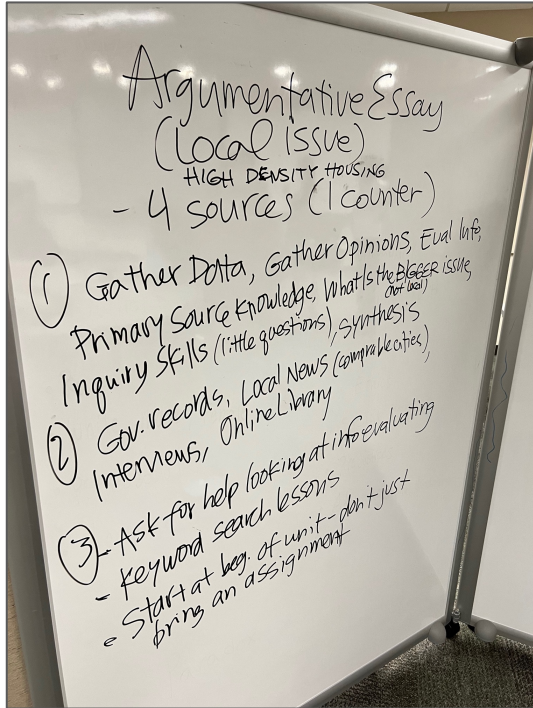 Argumentative Essay
(Local issue)
HIGH DENSITY HOUSING
- 4 sources (1 counter)
① Gather Data, Gather Opinions, Eval Info,
Primary Source Knowledge, What Is the BIGGER issue,
(not local)
Inquiry Skills (little questions), synthesis
② Gov. records, Local News (comprable cities),
Interviews, Online Library
③ - Ask for help looking at info evaluating
- Keyword search lessons
- Start at beg. of unit - don't just
bring an assignment